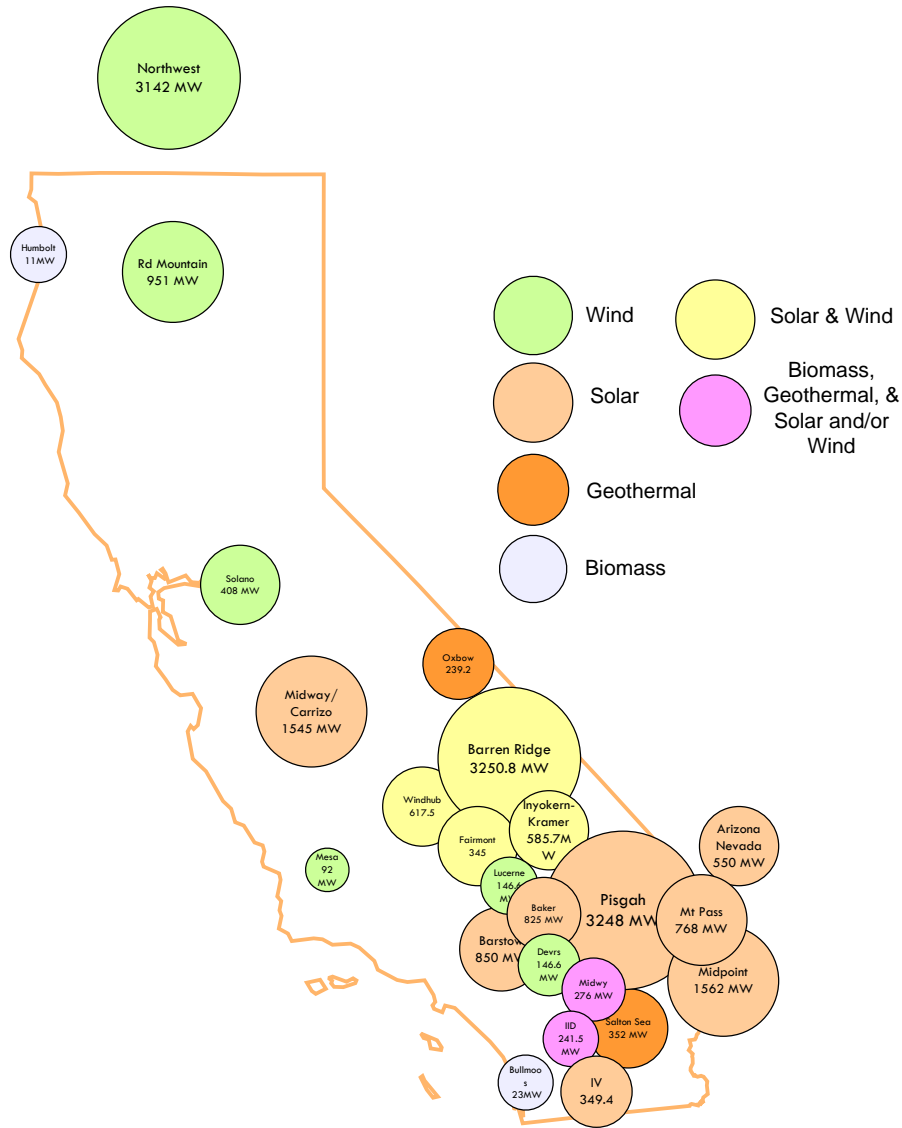 Northwest
3142 MW
Humbolt
11MW
Rd Mountain
951 MW
Wind
Solar & Wind
Solar
Biomass,
Geothermal, &
Solar and/or
Wind
Geothermal
Biomass
Solano
408 MW
Oxbow
239.2
Midway/
Carrizo
1545 MW
Barren Ridge
3250.8 MW
Windhub
617.5
Inyokern-
Kramer
585.7M
W
Fairmont
345
Arizona
Nevada
550 MW
Mesa
92
MW
Lucerne
146.6
MW
Pisgah
3248 MW
Baker
825 MW
Mt Pass
768 MW
Barstow
850 MW
Devrs
146.6
MW
Midpoint
1562 MW
Midwy
276 MW
Salton Sea
352 MW
IID
241.5
MW
Bullmoo
s
23MW
IV
349.4